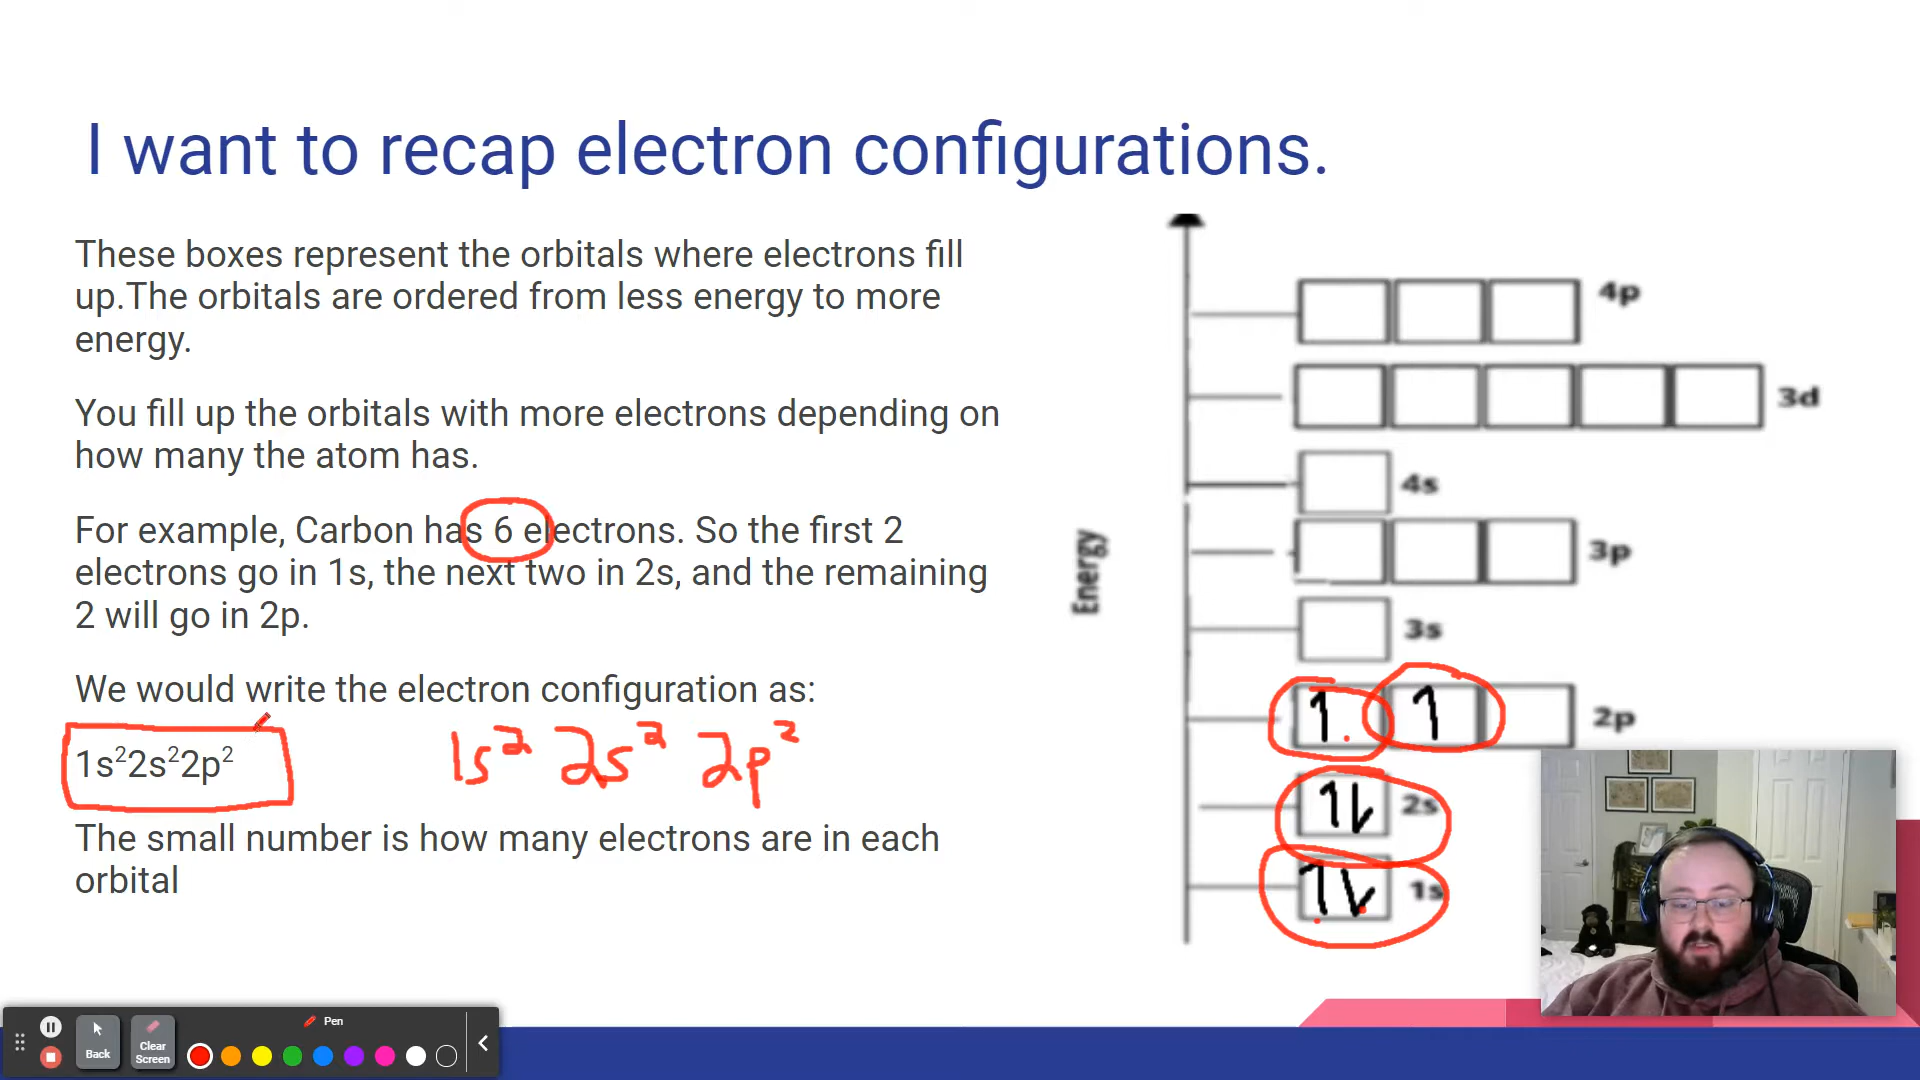 I want to recap electron configurations.
These boxes represent the orbitals where electrons fill
up.The orbitals are ordered from less energy to more
energy.
You fill up the orbitals with more electrons depending on
how many the atom has.
For example, Carbon has 6 electrons. So the first 2
electrons go in 1s, the next two in 2s, and the remaining
2 will go in 2p.
We would write the electron configuration as:
1s²2s²2p²
1s² 2s² 2p²
The small number is how many electrons are in each
orbital
Energy
4p
3d
4s
3p
3s
2p
2s
1s
Back
Clear
Screen
Pen